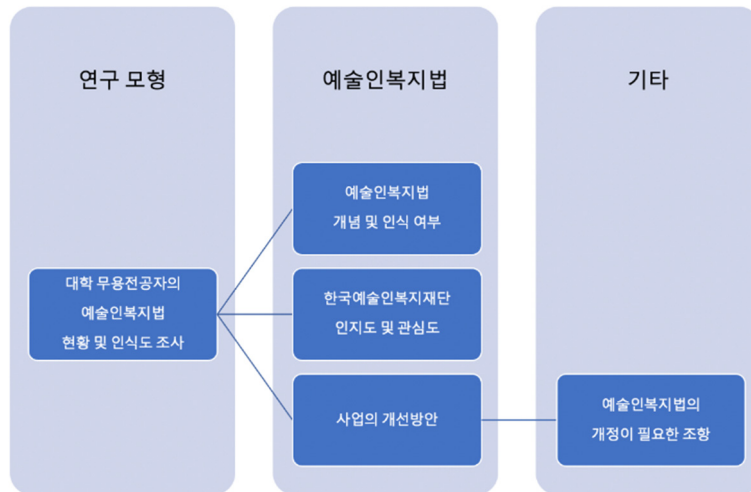 연구 모형
대학 무용전공자의
예술인복지법
현황 및 인식도 조사
예술인복지법
예술인복지법
개념 및 인식 여부
한국예술인복지재단
인지도 및 관심도
사업의 개선방안
기타
예술인복지법의
개정이 필요한 조항